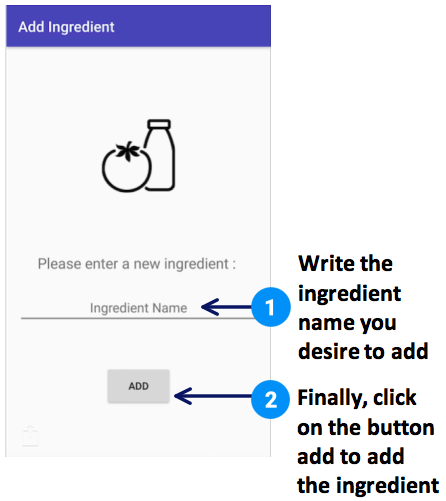 Add Ingredient
Please enter a new ingredient :
Ingredient Name
1
Write the
ingredient
name you
desire to add
ADD
2
Finally, click
on the button
add to add
the ingredient